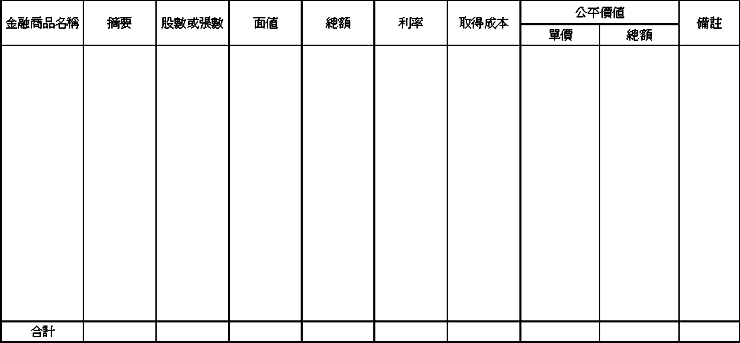 金融商品名稱 摘要 股數或張數 面值 總額 利率 取得成本 公平價值 備註
單價 總額
合計